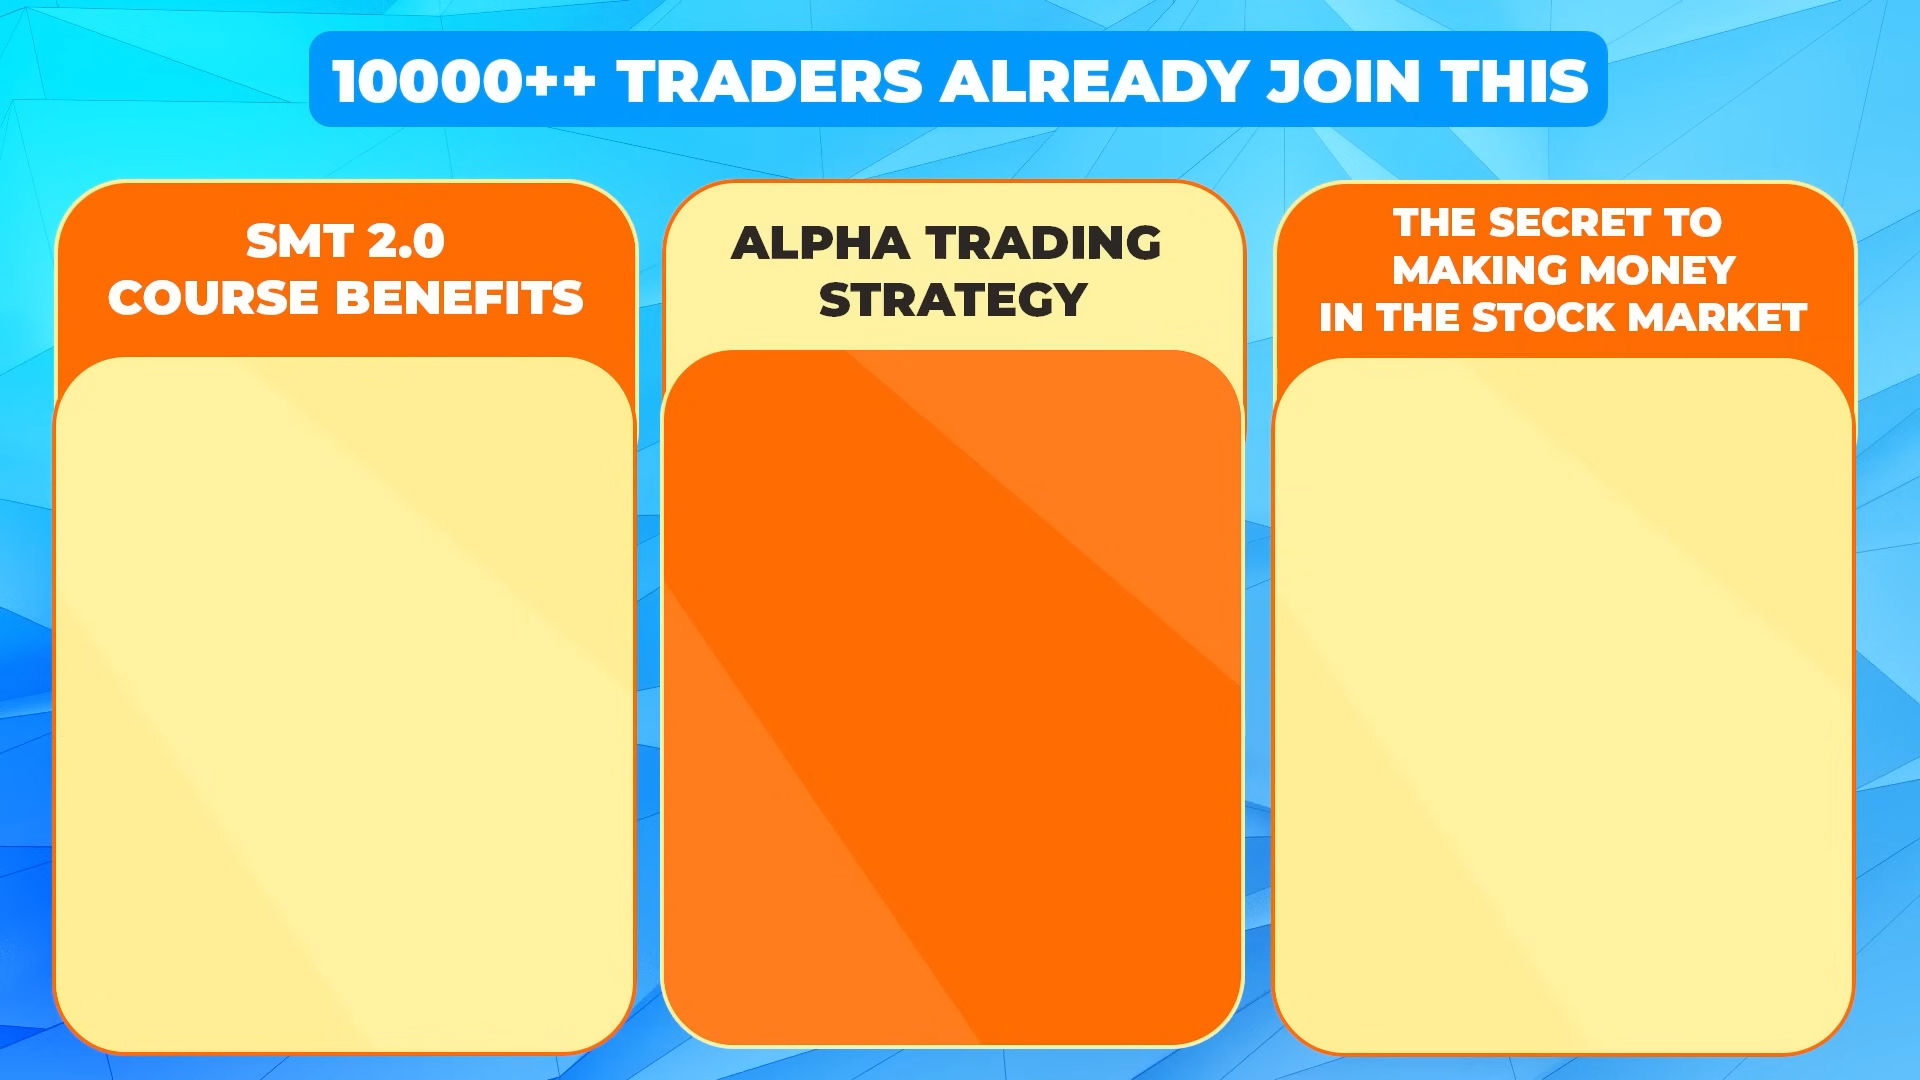 10000++ TRADERS ALREADY JOIN THIS
SMT 2.0
COURSE BENEFITS
ALPHA TRADING
STRATEGY
THE SECRET TO
MAKING MONEY
IN THE STOCK MARKET